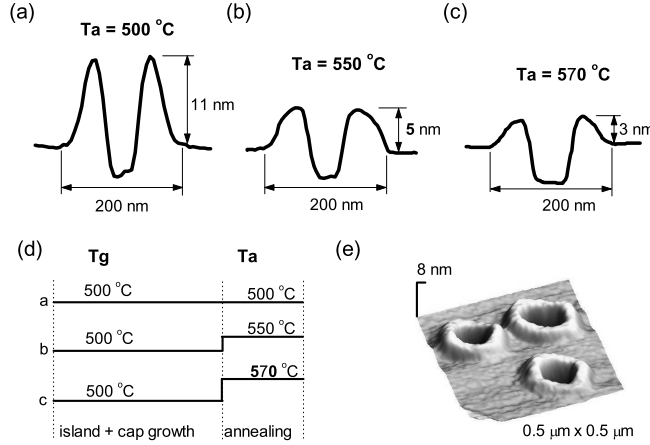 (a)
Ta = 500 °C
11 nm
200 nm
(b)
Ta = 550 °C
5 nm
200 nm
(c)
Ta = 570 °C
3 nm
200 nm
(d)
Tg Ta
a 500 °C 500 °C
b 500 °C 550 °C
c 500 °C 570 °C
island + cap growth annealing
(e)
8 nm
0.5 μm x 0.5 μm